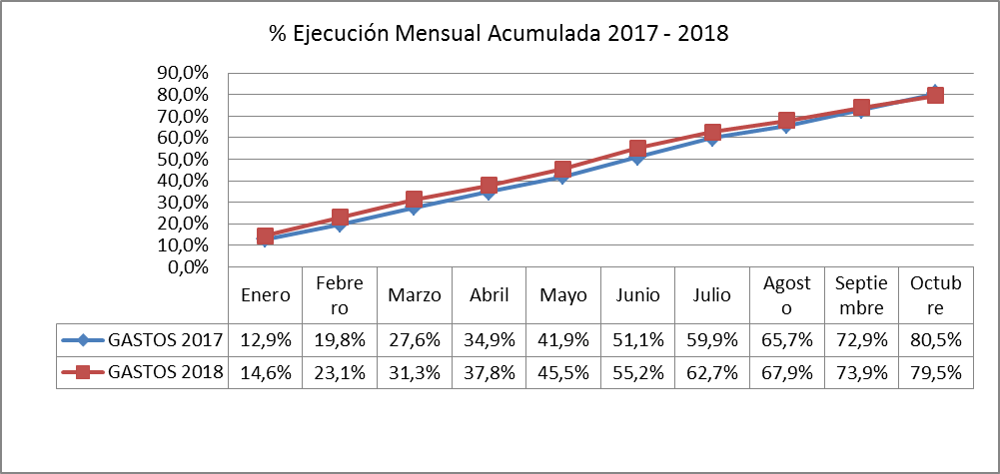 % Ejecución Mensual Acumulada 2017 - 2018
90,0%
80,0%
70,0%
60,0%
50,0%
40,0%
30,0%
20,0%
10,0%
0,0%
Enero Febre Marzo Abril Mayo Junio Julio Agost Septie Octub
ro o mbre re
GASTOS 2017 12,9% 19,8% 27,6% 34,9% 41,9% 51,1% 59,9% 65,7% 72,9% 80,5%
GASTOS 2018 14,6% 23,1% 31,3% 37,8% 45,5% 55,2% 62,7% 67,9% 73,9% 79,5%